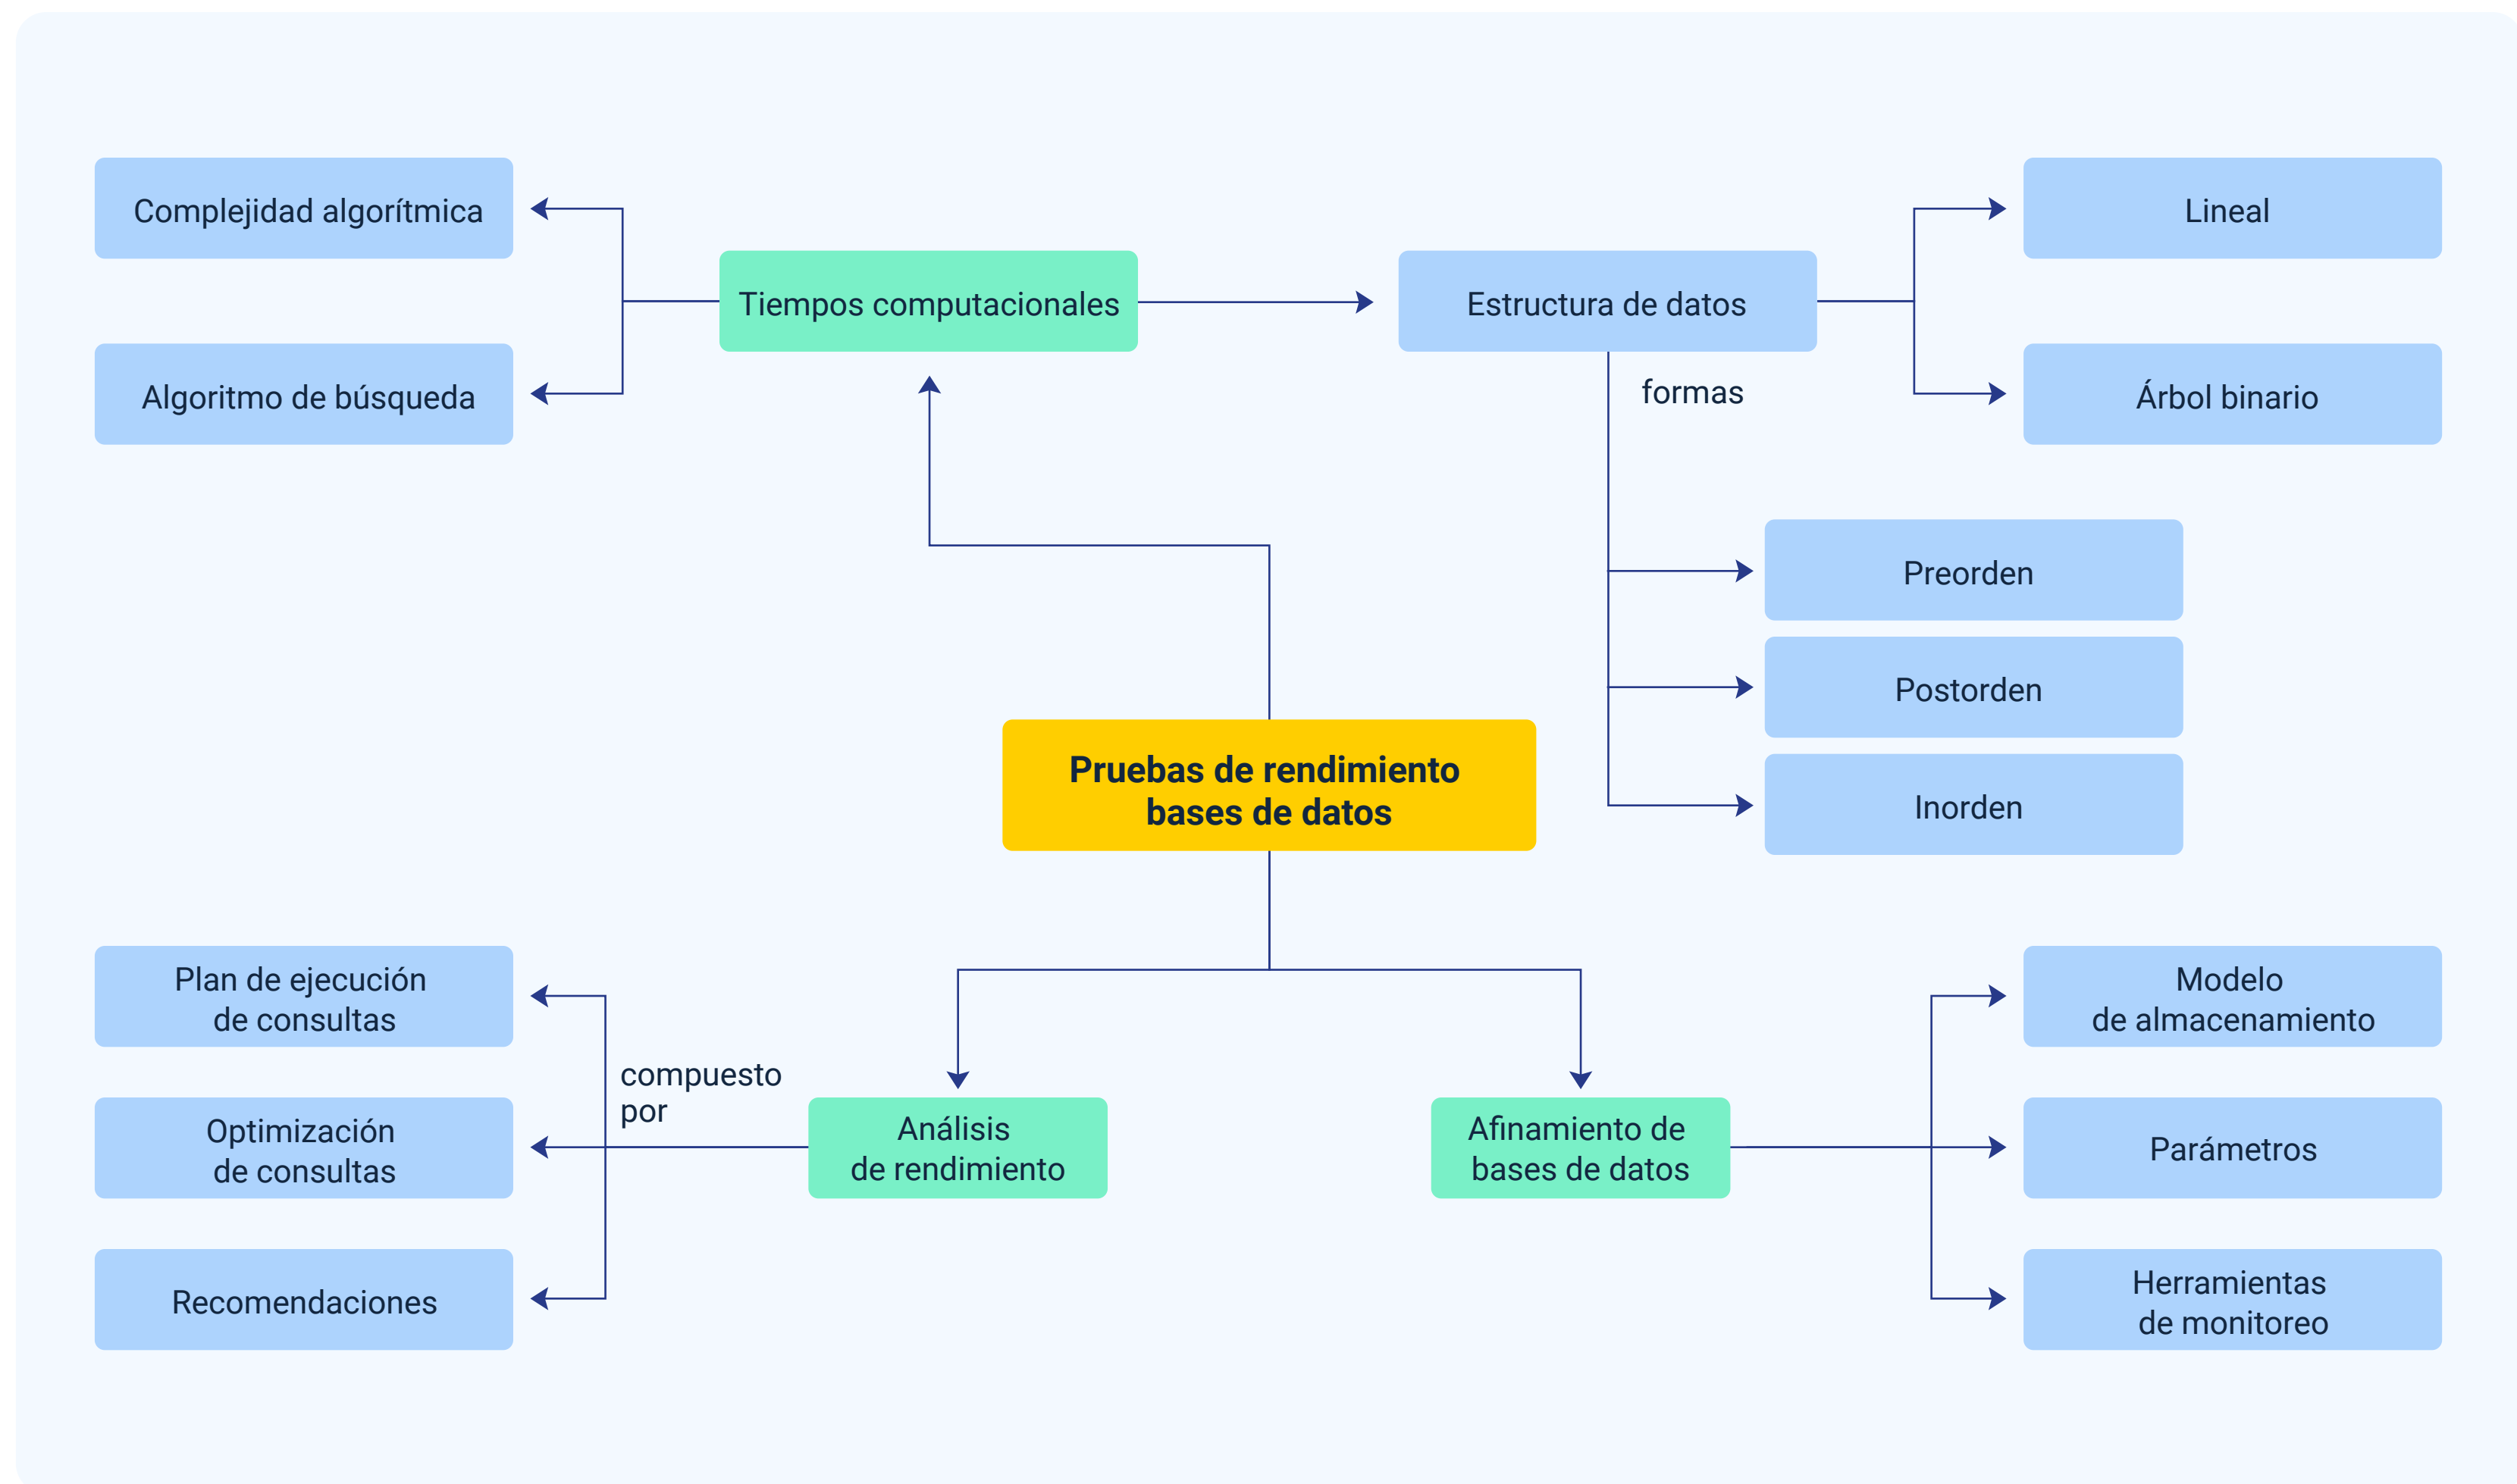 Complejidad algorítmica
Lineal
Tiempos computacionales
Estructura de datos
Algoritmo de búsqueda
formas
Árbol binario
Preorden
Postorden
Pruebas de rendimiento
bases de datos
Inorden
Plan de ejecución
de consultas
Modelo
de almacenamiento
compuesto
por
Optimización
de consultas
Análisis
de rendimiento
Afinamiento de
bases de datos
Parámetros
Recomendaciones
Herramientas
de monitoreo